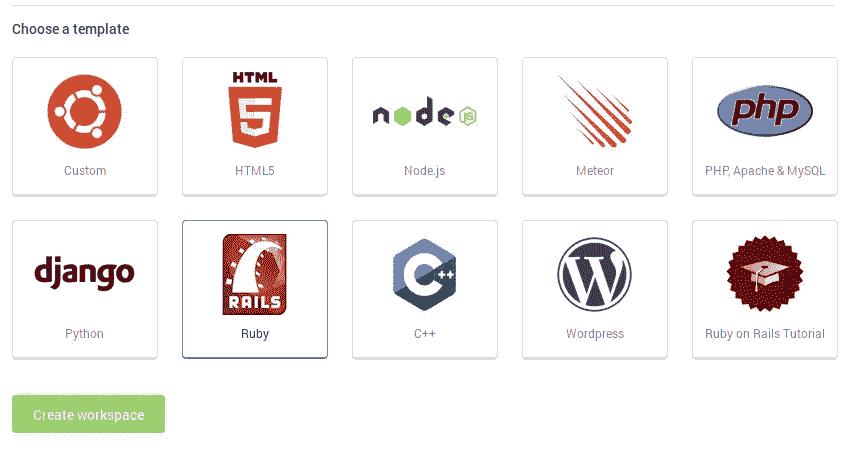 Choose a template
HTML
5
node
JS
php
Custom
HTML5
Node.js
Meteor
PHP, Apache & MySQL
django
RAILS
C++
W
Python
Ruby
C++
Wordpress
Ruby on Rails Tutorial
Create workspace